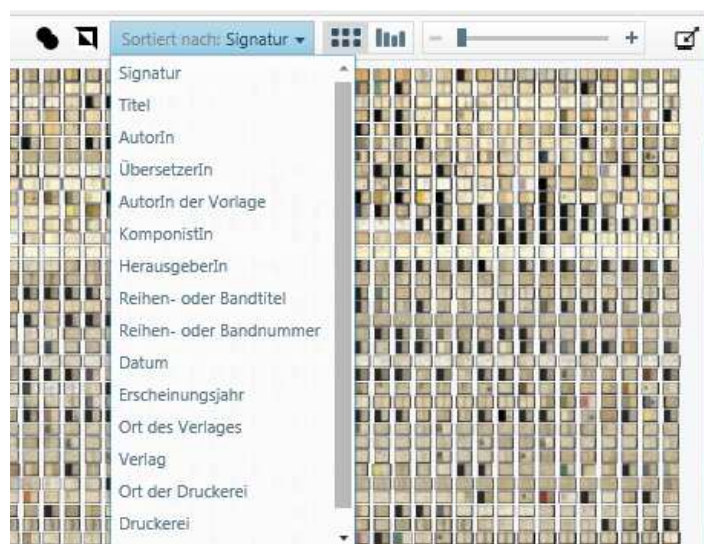 Sortiert nach: Signatur
Signatur
Titel
AutorIn
ÜbersetzerIn
AutorIn der Vorlage
KomponistIn
HerausgeberIn
Reihen- oder Bandtitel
Reihen- oder Bandnummer
Datum
Erscheinungsjahr
Ort des Verlages
Verlag
Ort der Druckerei
Druckerei